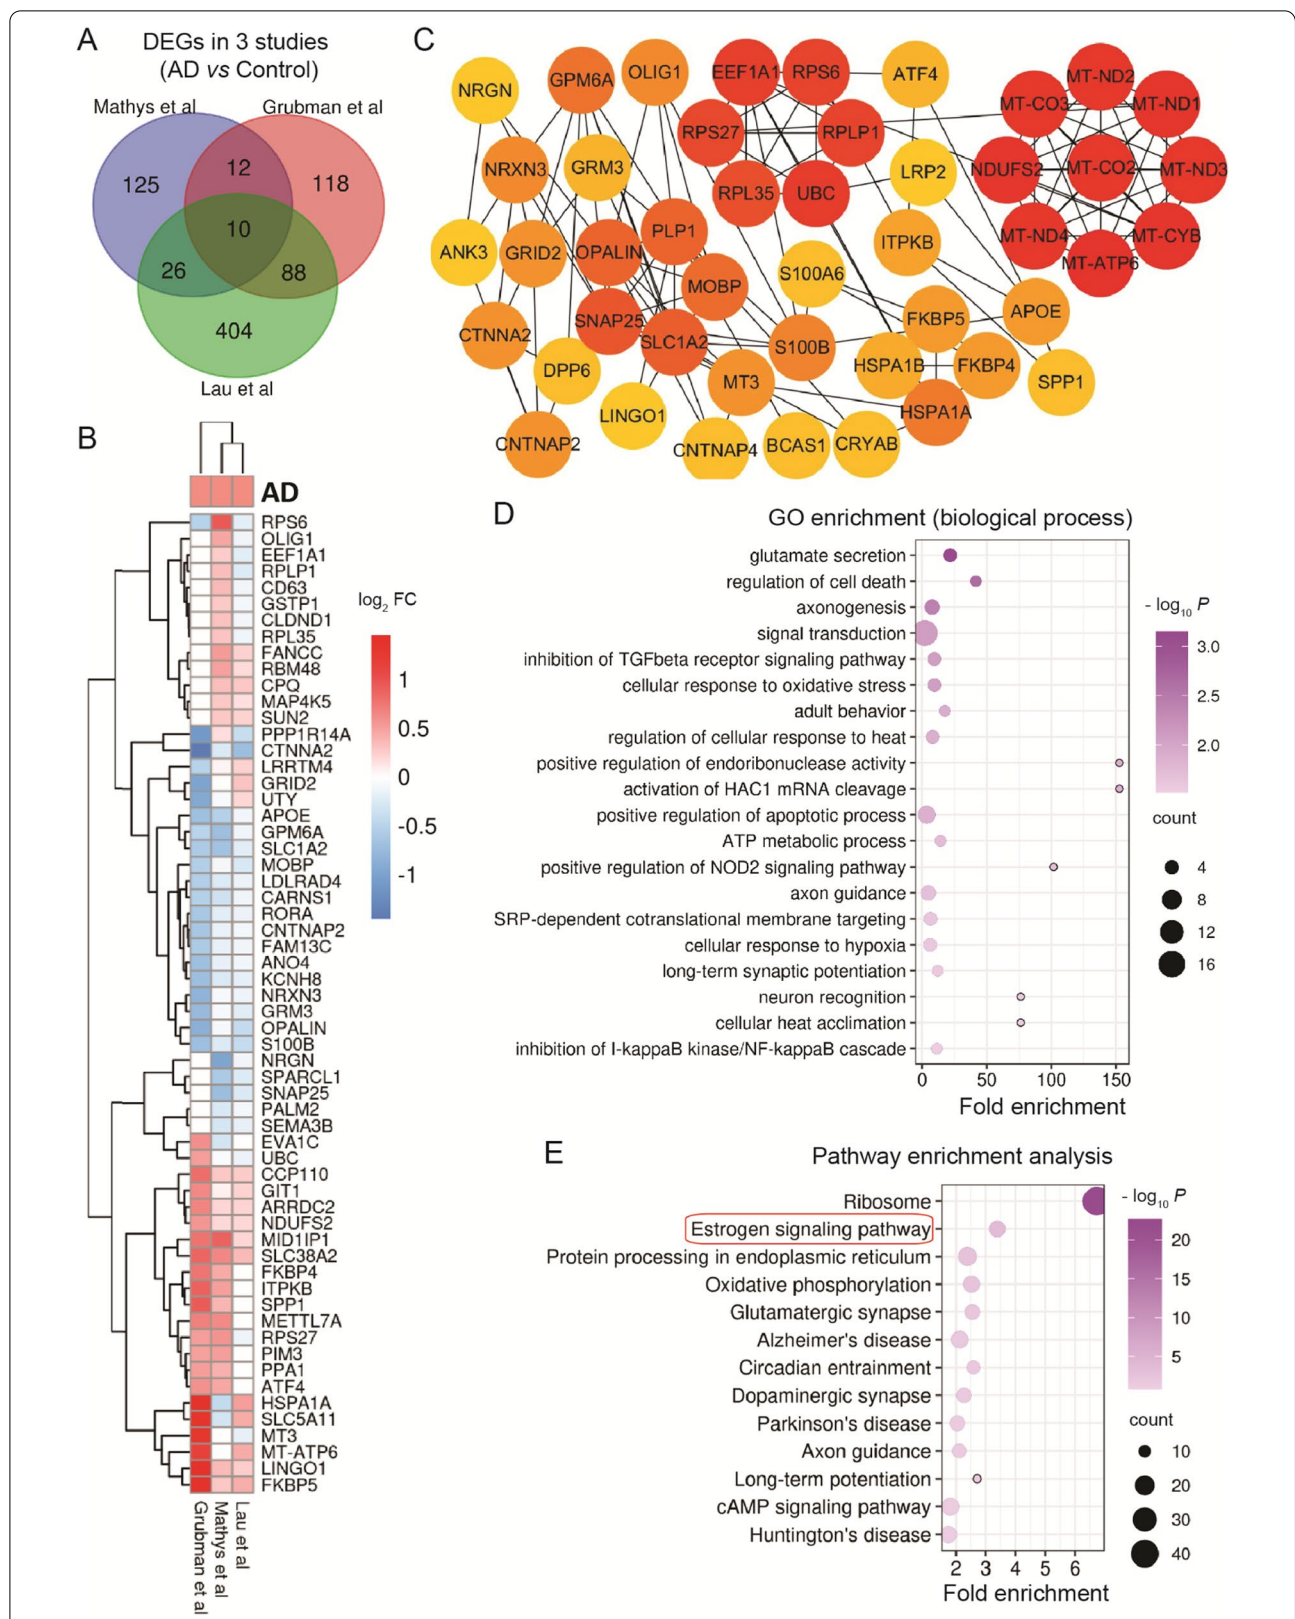 A
DEGs in 3 studies
(AD vs Control)
Mathys et al
Grubman et al
125
12
118
10
26
88
404
Lau et al
B
AD
RPS6
OLIG1
EEF1A1
RPLP1
CD63
GSTP1
CLDND1
RPL35
FANCC
RBM48
CPQ
MAP4K5
SUN2
PPP1R14A
CTNNA2
LRRTM4
GRID2
UTY
APOE
GPM6A
SLC1A2
MOBP
LDLRAD4
CARNS1
RORA
CNTNAP2
FAM13C
ANO4
KCNH8
NRXN3
GRM3
OPALIN
S100B
NRGN
SPARCL1
SNAP25
PALM2
SEMA3B
EVA1C
UBC
CCP110
GIT1
ARRDC2
NDUFS2
MID1IP1
SLC38A2
FKBP4
ITPKB
SPP1
METTL7A
RPS27
PIM3
PPA1
ATF4
HSPA1A
SLC5A11
MT3
MT-ATP6
LINGO1
FKBP5
Grubman et al
Mathys et al
Lau et al
log2 FC
1
0.5
0
-0.5
-1
C
NRGN
GPM6A
OLIG1
EEF1A1
RPS6
ATF4
MT-ND2
MT-CO3
MT-ND1
RPS27
RPLP1
NRXN3
GRM3
LRP2
NDUFS2
MT-CO2
MT-ND3
RPL35
UBC
PLP1
ANK3
GRID2
OPALIN
ITPKB
MT-ND4
MT-CYB
MT-ATP6
S100A6
MOBP
CTNNA2
SNAP25
SLC1A2
S100B
FKBP5
APOE
DPP6
MT3
HSPA1B
FKBP4
SPP1
LINGO1
HSPA1A
CNTNAP2
CNTNAP4
BCAS1
CRYAB
D
GO enrichment (biological process)
glutamate secretion
regulation of cell death
axonogenesis
signal transduction
inhibition of TGFbeta receptor signaling pathway
cellular response to oxidative stress
adult behavior
regulation of cellular response to heat
positive regulation of endoribonuclease activity
activation of HAC1 mRNA cleavage
positive regulation of apoptotic process
ATP metabolic process
positive regulation of NOD2 signaling pathway
axon guidance
SRP-dependent cotranslational membrane targeting
cellular response to hypoxia
long-term synaptic potentiation
neuron recognition
cellular heat acclimation
inhibition of I-kappaB kinase/NF-kappaB cascade
0 50 100 150
Fold enrichment
- log10 P
3.0
2.5
2.0
count
4
8
12
16
E
Pathway enrichment analysis
Ribosome
Estrogen signaling pathway
Protein processing in endoplasmic reticulum
Oxidative phosphorylation
Glutamatergic synapse
Alzheimer's disease
Circadian entrainment
Dopaminergic synapse
Parkinson's disease
Axon guidance
Long-term potentiation
cAMP signaling pathway
Huntington's disease
2 3 4 5 6
Fold enrichment
- log10 P
20
15
10
5
count
10
20
30
40